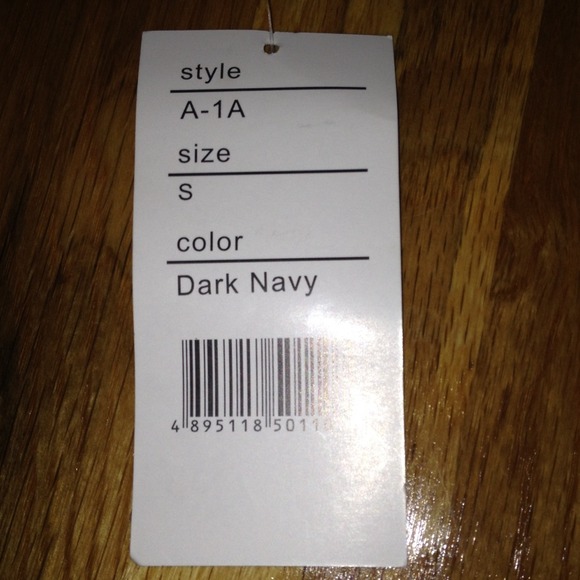 style
A-1A
size
S
color
Dark Navy
4 895118 5011